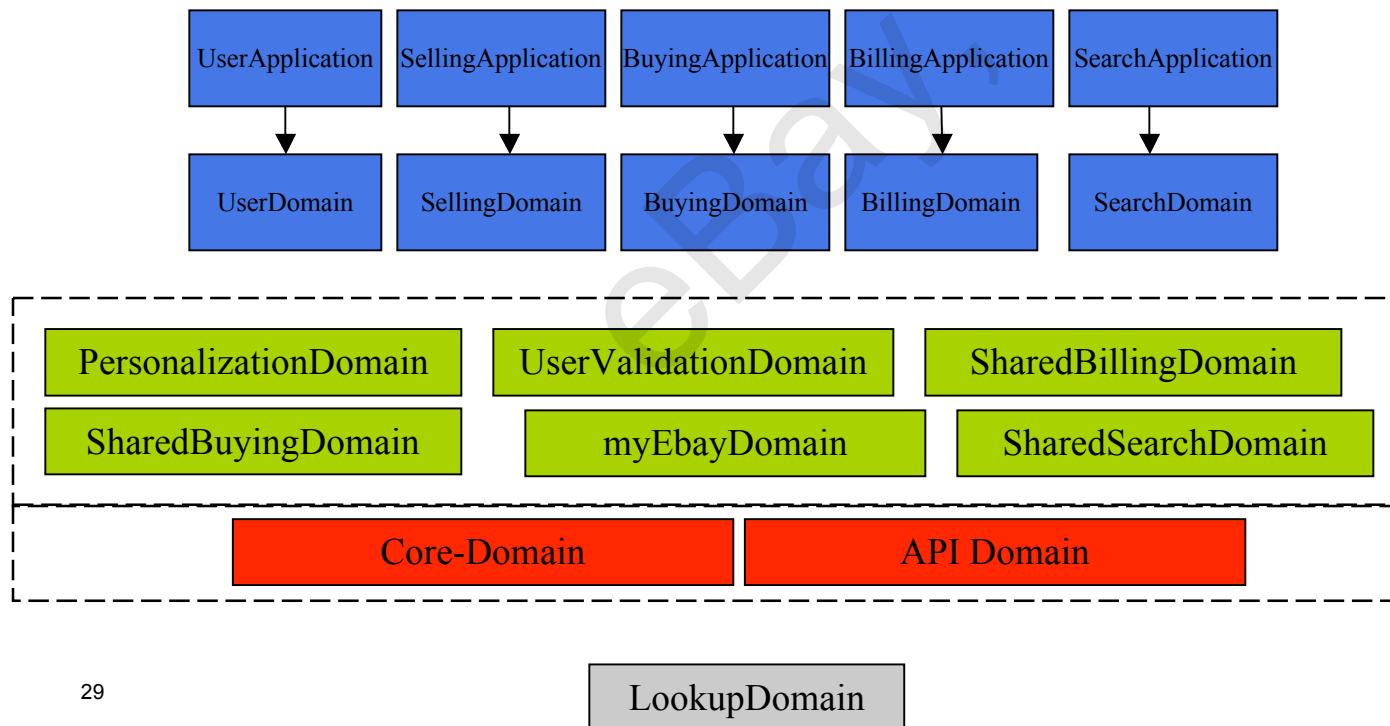 UserApplication
SellingApplication
BuyingApplication
BillingApplication
SearchApplication
UserDomain
SellingDomain
BuyingDomain
BillingDomain
SearchDomain
PersonalizationDomain
UserValidationDomain
SharedBillingDomain
SharedBuyingDomain
myEbayDomain
SharedSearchDomain
Core-Domain
API Domain
LookupDomain
29
eBay,